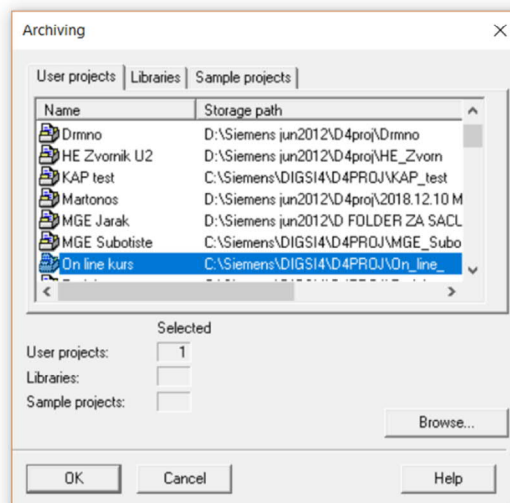 Archiving
User projects Libraries Sample projects
Name Storage path
Drmno D:\Siemens jun2012\D4proj\Drmno
HE Zvornik U2 D:\Siemens jun2012\D4proj\HE_Zvorn
KAP test C:\Siemens\DIGSI4\D4PROJ\KAP_test
Martonos D:\Siemens jun2012\D4proj\2018.12.10 M
MGE Jarak D:\Siemens jun2012\D FOLDER ZA SACU
MGE Subotiste C:\Siemens\DIGSI4\D4PROJ\MGE_Subo
On line kurs C:\Siemens\DIGSI4\D4PROJ\On_line_
Selected
User projects: 1
Libraries:
Sample projects:
Browse...
OK Cancel Help